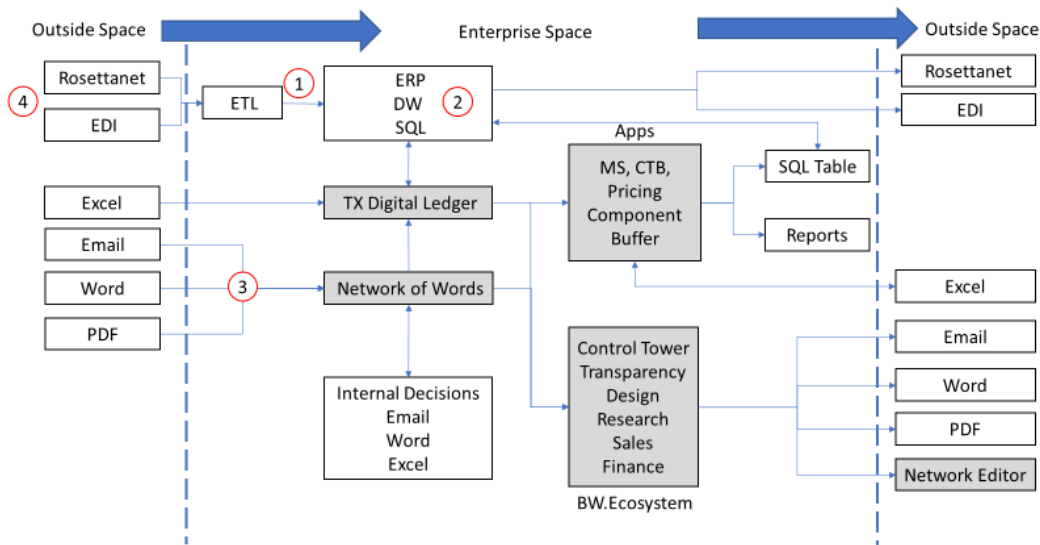 Outside Space
Enterprise Space
Outside Space
Rosettanet
4
EDI
ETL
1
ERP
DW
2
SQL
Rosettanet
EDI
Apps
MS, CTB,
Pricing
Component
Buffer
SQL Table
Reports
Excel
TX Digital Ledger
Email
Word
3
Network of Words
PDF
Internal Decisions
Email
Word
Excel
Control Tower
Transparency
Design
Research
Sales
Finance
BW.Ecosystem
Excel
Email
Word
PDF
Network Editor